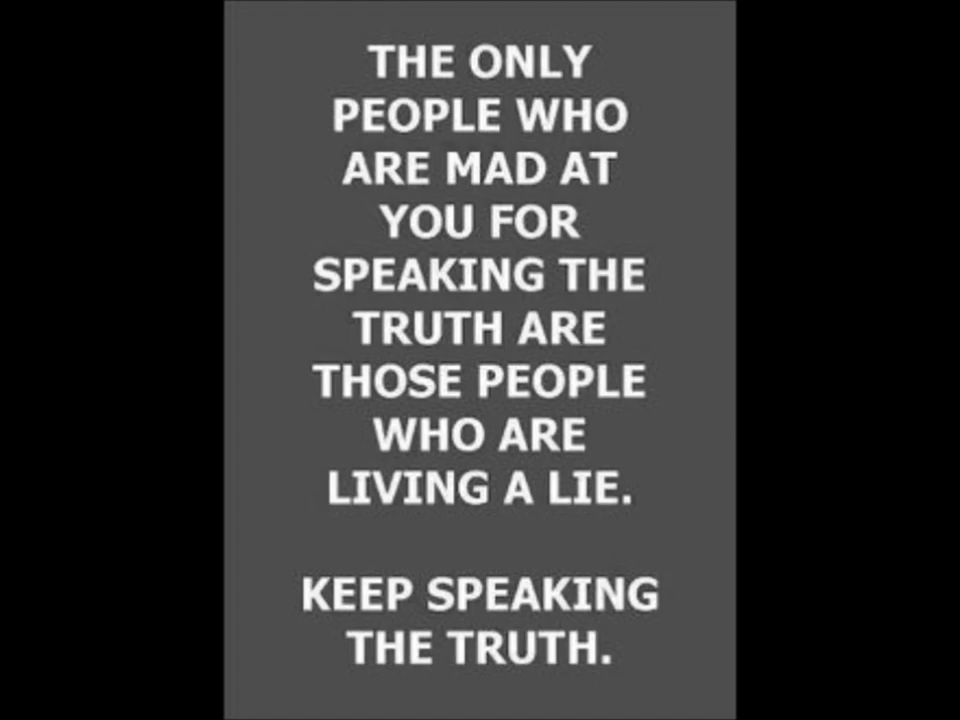 THE ONLY
PEOPLE WHO
ARE MAD AT
YOU FOR
SPEAKING THE
TRUTH ARE
THOSE PEOPLE
WHO ARE
LIVING A LIE.
KEEP SPEAKING
THE TRUTH.